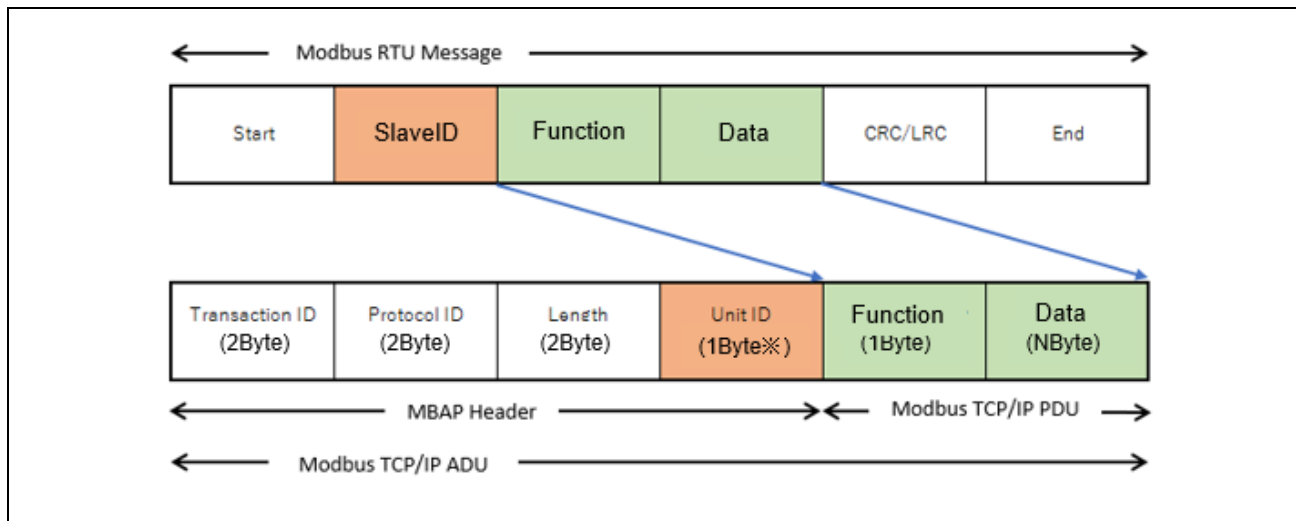 Modbus RTU Message
Start
SlaveID
Function
Data
CRC/LRC
End
Transaction ID
(2Byte)
Protocol ID
(2Byte)
Length
(2Byte)
Unit ID
(1Byte※)
Function
(1Byte)
Data
(NByte)
MBAP Header
Modbus TCP/IP PDU
Modbus TCP/IP ADU